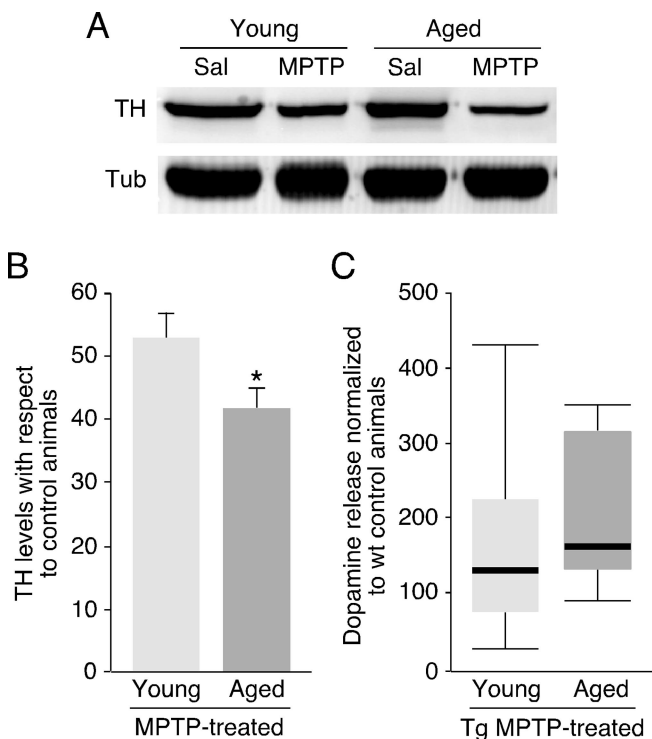 A
Young Aged
Sal MPTP Sal MPTP
TH
Tub
B
TH levels with respect
to control animals
60
50
40
30
20
10
0
*
Young Aged
MPTP-treated
C
Dopamine release normalized
to wt control animals
500
400
300
200
100
0
Young Aged
Tg MPTP-treated